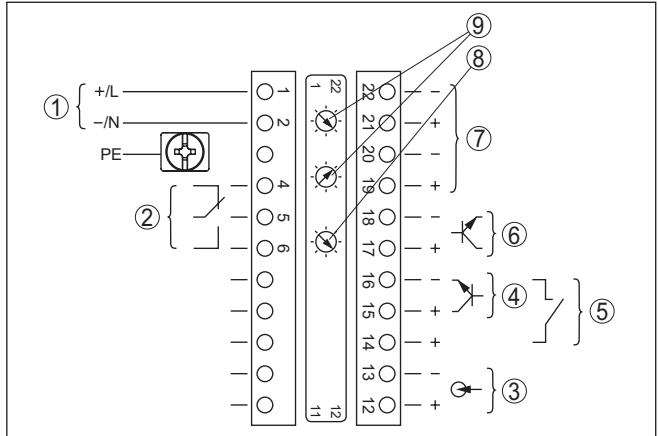 ⑨
⑧
① +/L 1 1 22 22 −
−/N 2 21 + ⑦
PE 20 −
4 19 +
② 5 18 − ⑥
6 17 +
16 − ④
15 + ⑤
14 +
13 − ③
11 12 12 +